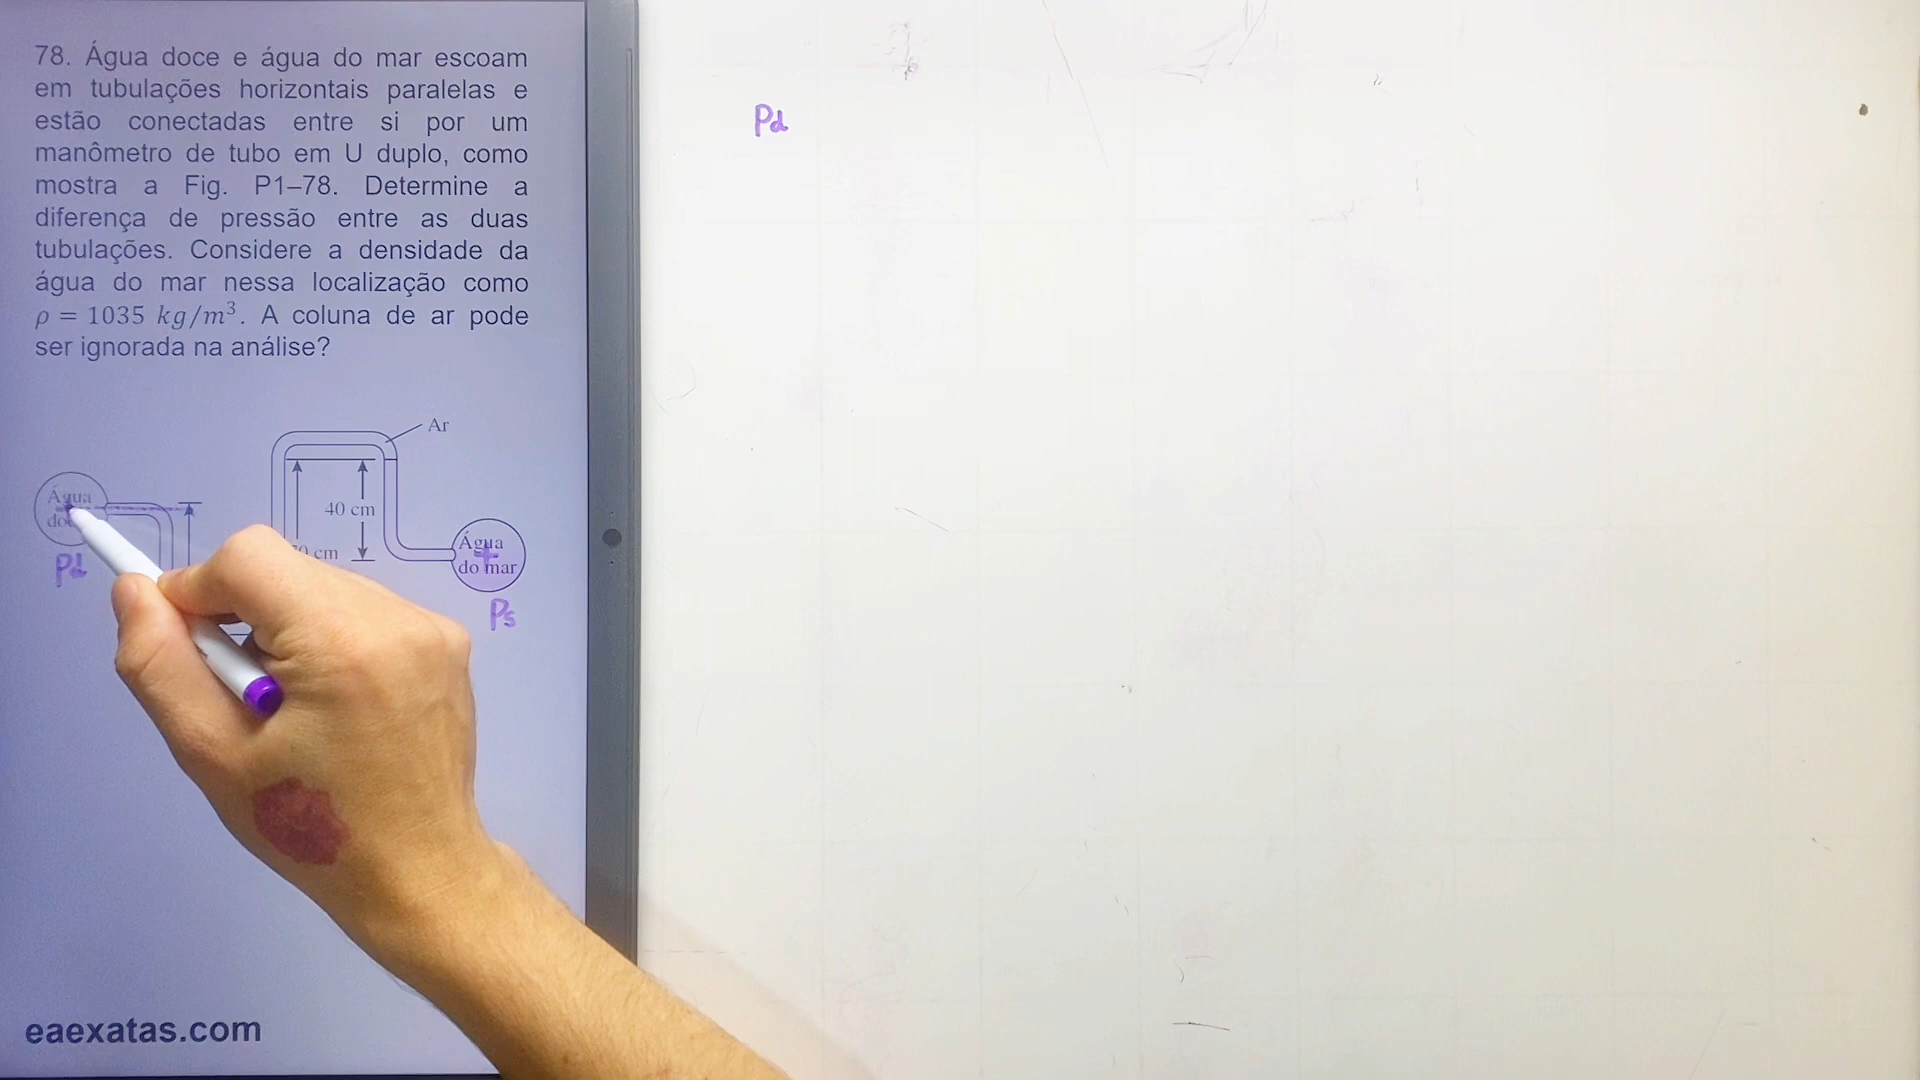 78. Água doce e água do mar escoam
em tubulações horizontais paralelas e
estão conectadas entre si por um
manômetro de tubo em U duplo, como
mostra a Fig. P1–78. Determine a
diferença de pressão entre as duas
tubulações. Considere a densidade da
água do mar nessa localização como
ρ = 1035 kg/m³. A coluna de ar pode
ser ignorada na análise?
Pd
Ar
Água
40 cm
cm
Água
do mar
Pd
Ps
eaexatas.com